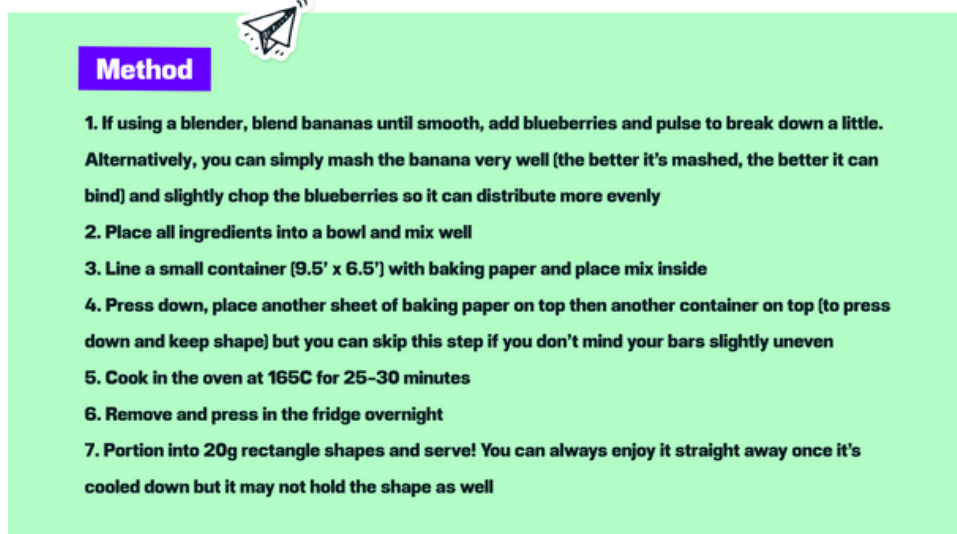 Method
1. If using a blender, blend bananas until smooth, add blueberries and pulse to break down a little.
Alternatively, you can simply mash the banana very well (the better it's mashed, the better it can
bind) and slightly chop the blueberries so it can distribute more evenly
2. Place all ingredients into a bowl and mix well
3. Line a small container (9.5' x 6.5') with baking paper and place mix inside
4. Press down, place another sheet of baking paper on top then another container on top (to press
down and keep shape) but you can skip this step if you don't mind your bars slightly uneven
5. Cook in the oven at 165C for 25–30 minutes
6. Remove and press in the fridge overnight
7. Portion into 20g rectangle shapes and serve! You can always enjoy it straight away once it's
cooled down but it may not hold the shape as well